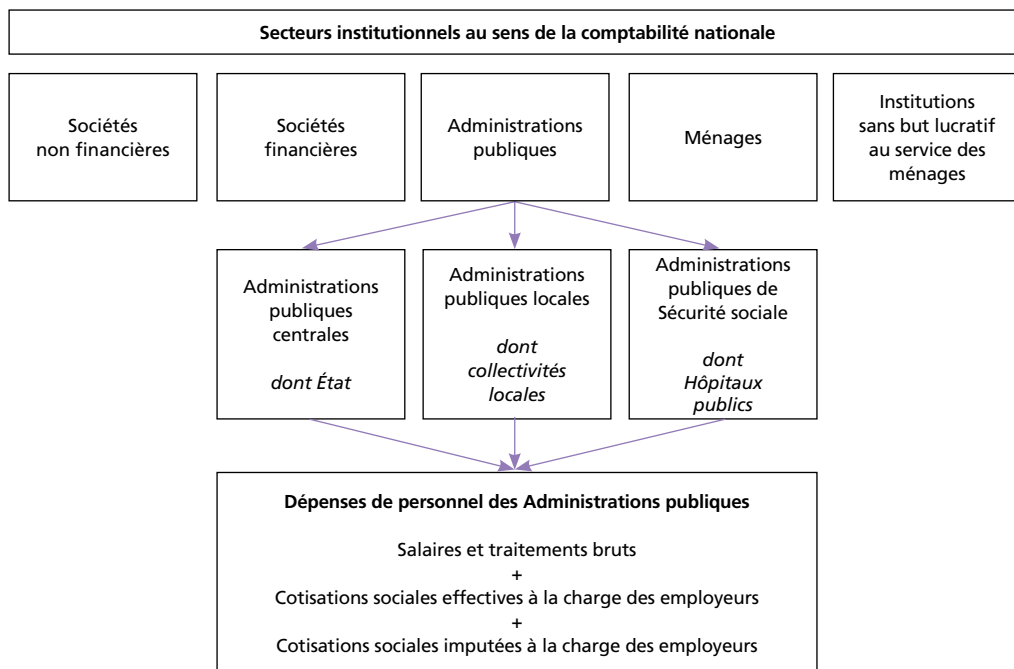 Secteurs institutionnels au sens de la comptabilité nationale
Sociétés
non financières
Sociétés
financières
Administrations
publiques
Ménages
Institutions
sans but lucratif
au service des
ménages
Administrations
publiques
centrales
dont État
Administrations
publiques locales
dont
collectivités
locales
Administrations
publiques de
Sécurité sociale
dont
Hôpitaux
publics
Dépenses de personnel des Administrations publiques
Salaires et traitements bruts
+
Cotisations sociales effectives à la charge des employeurs
+
Cotisations sociales imputées à la charge des employeurs